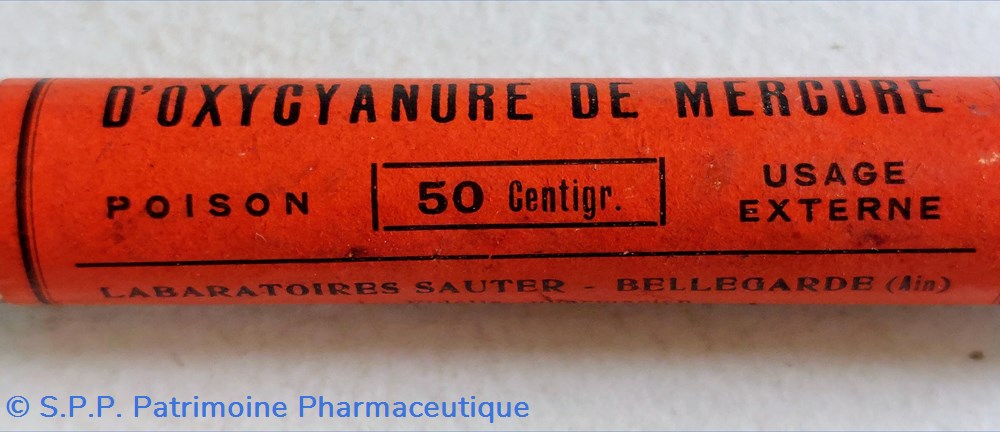 D'OXYCYANURE DE MERCURE
POISON
50 Centigr.
USAGE
EXTERNE
LABARATOIRES SAUTER - BELLEGARDE (Ain)
© S.P.P. Patrimoine Pharmaceutique